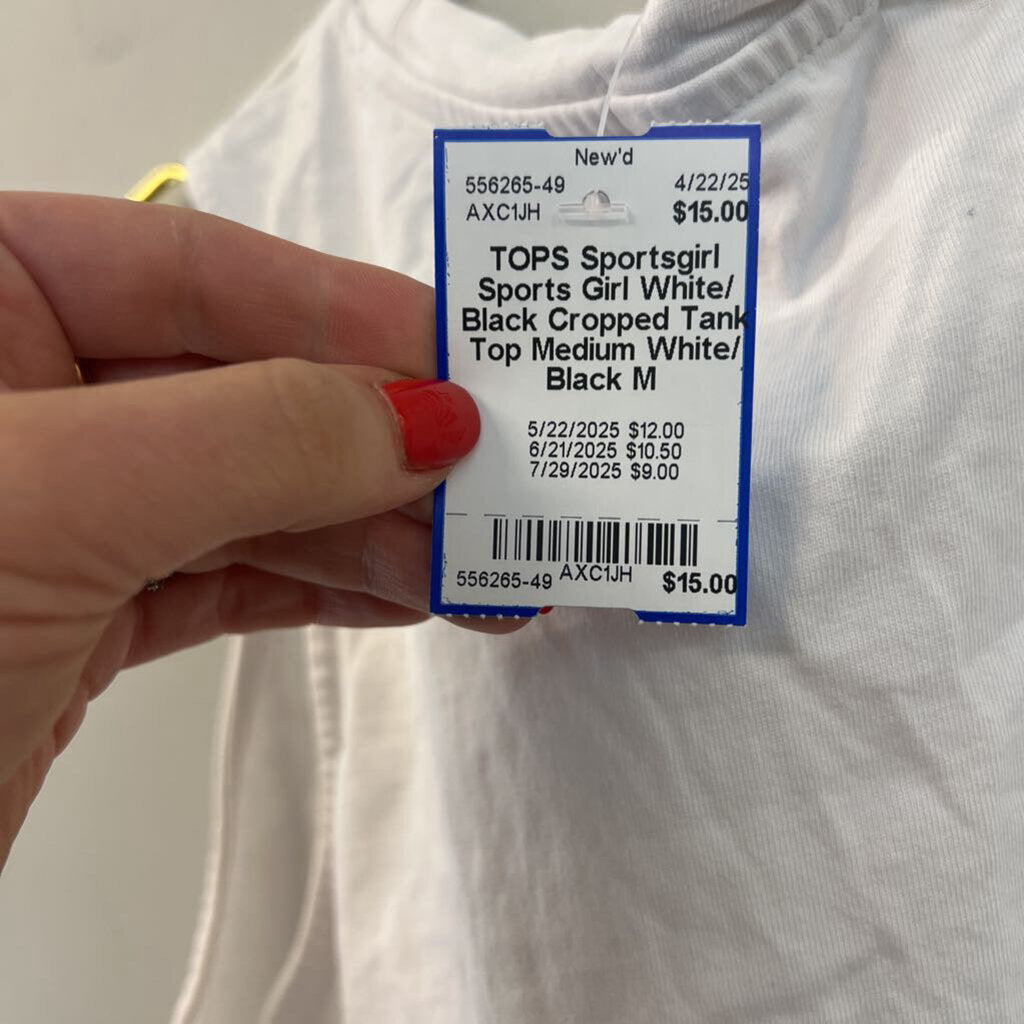 New'd
556265-49 4/22/25
AXC1JH $15.00
TOPS Sportsgirl
Sports Girl White/
Black Cropped Tank
Top Medium White/
Black M
5/22/2025 $12.00
6/21/2025 $10.50
7/29/2025 $9.00
556265-49 AXC1JH $15.00